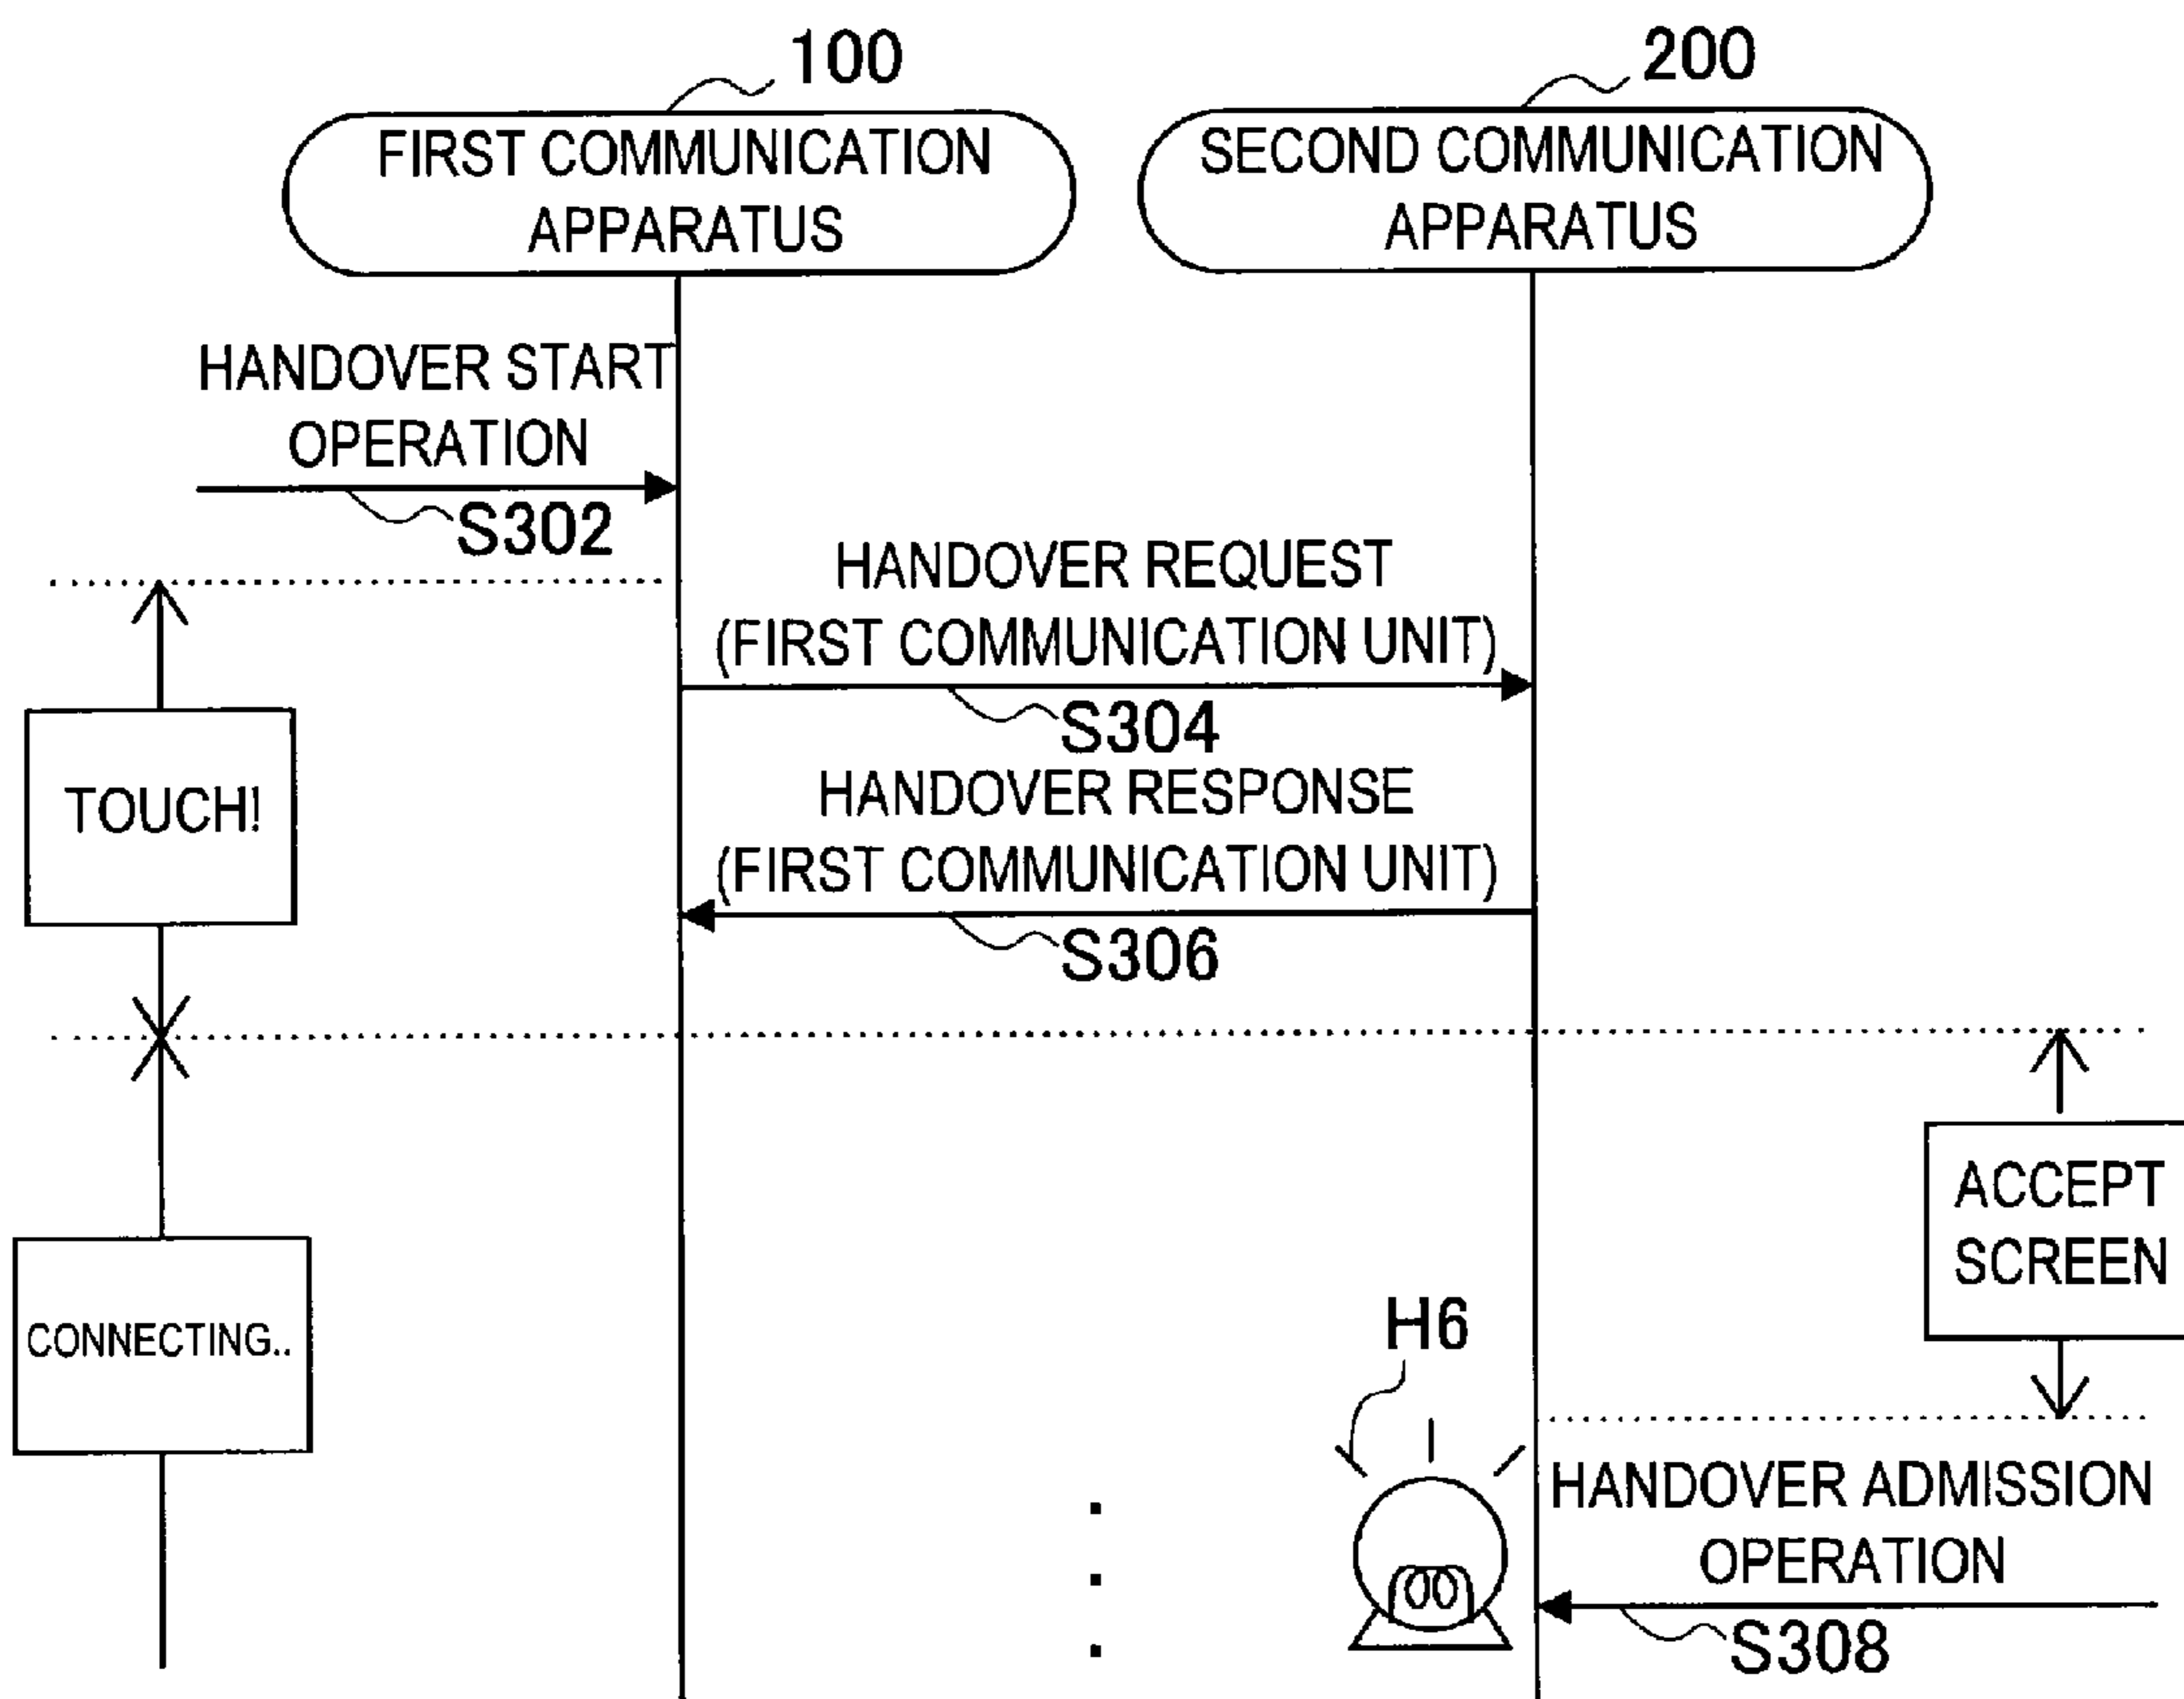 100
200
FIRST COMMUNICATION
APPARATUS
SECOND COMMUNICATION
APPARATUS
HANDOVER START
OPERATION
S302
HANDOVER REQUEST
(FIRST COMMUNICATION UNIT)
S304
TOUCH!
HANDOVER RESPONSE
(FIRST COMMUNICATION UNIT)
S306
ACCEPT
SCREEN
CONNECTING..
H6
HANDOVER ADMISSION
OPERATION
S308